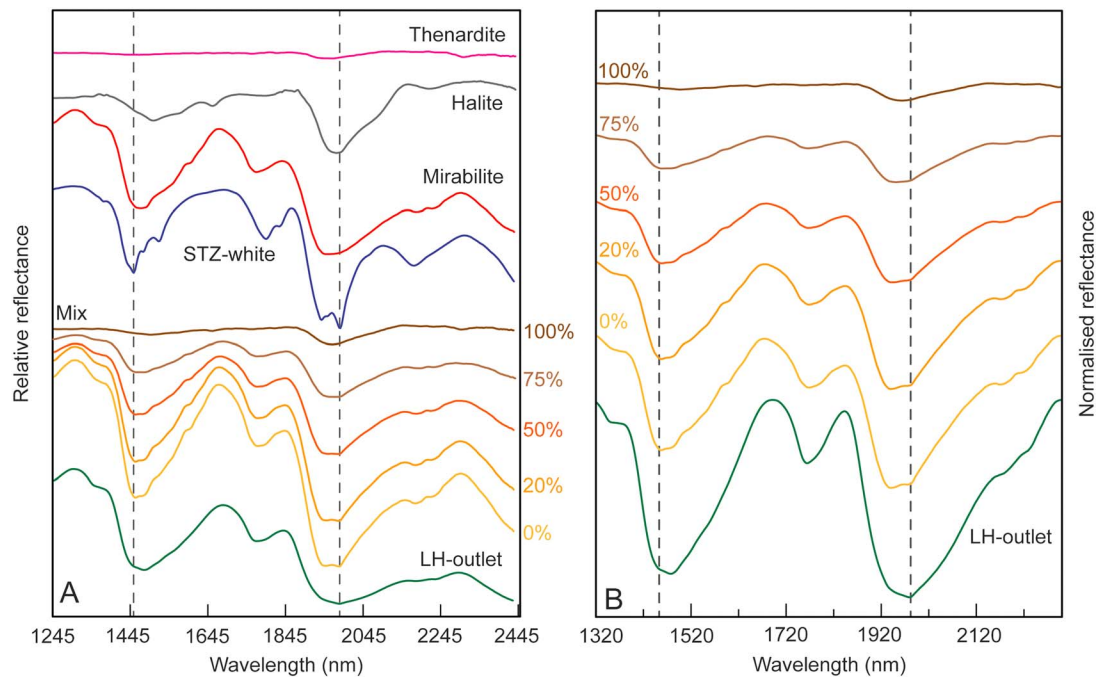 Relative reflectance
Thenardite
Halite
Mirabilite
STZ-white
Mix
100%
75%
50%
20%
0%
LH-outlet
A
1245 1445 1645 1845 2045 2245 2445
Wavelength (nm)
100%
75%
50%
20%
0%
LH-outlet
B
1320 1520 1720 1920 2120
Wavelength (nm)
Normalised reflectance